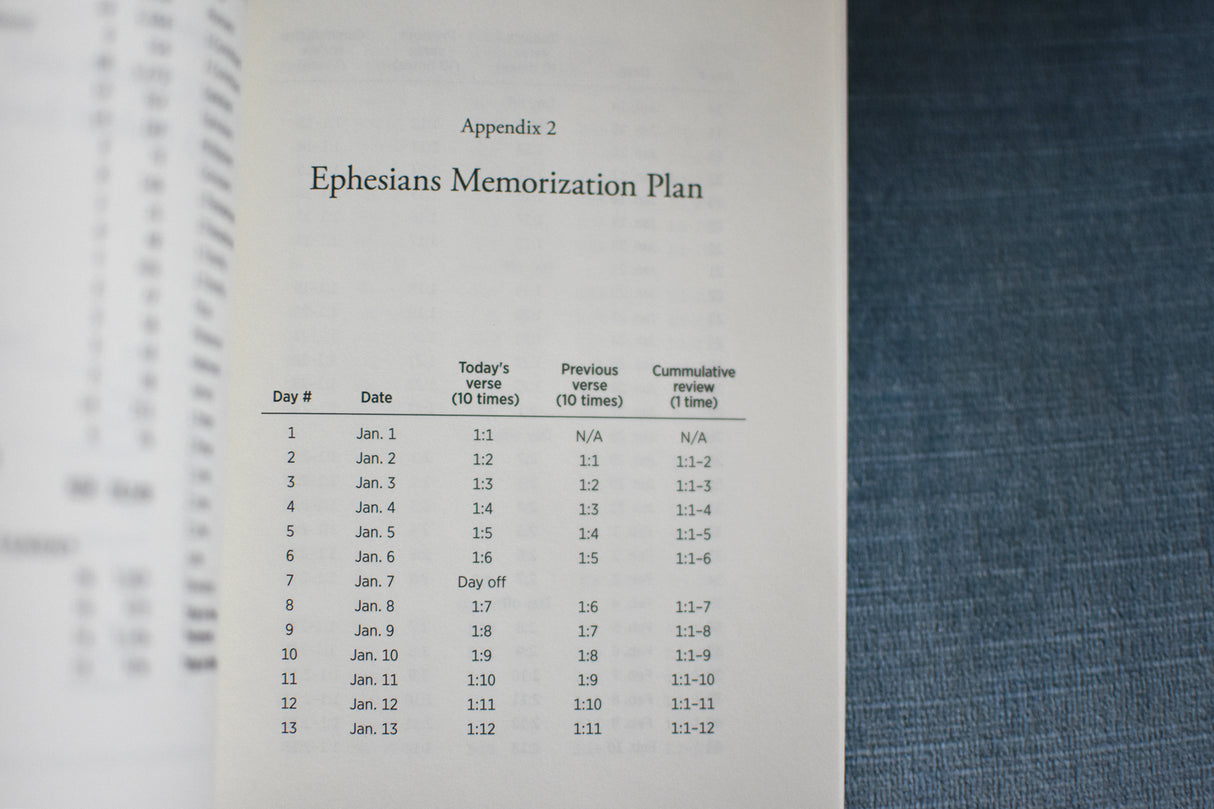 Appendix 2
Ephesians Memorization Plan
Day # Date Today's verse (10 times) Previous verse (10 times) Cummulative review (1 time)
1 Jan. 1 1:1 N/A N/A
2 Jan. 2 1:2 1:1 1:1–2
3 Jan. 3 1:3 1:2 1:1–3
4 Jan. 4 1:4 1:3 1:1–4
5 Jan. 5 1:5 1:4 1:1–5
6 Jan. 6 1:6 1:5 1:1–6
7 Jan. 7 Day off
8 Jan. 8 1:7 1:6 1:1–7
9 Jan. 9 1:8 1:7 1:1–8
10 Jan. 10 1:9 1:8 1:1–9
11 Jan. 11 1:10 1:9 1:1–10
12 Jan. 12 1:11 1:10 1:1–11
13 Jan. 13 1:12 1:11 1:1–12